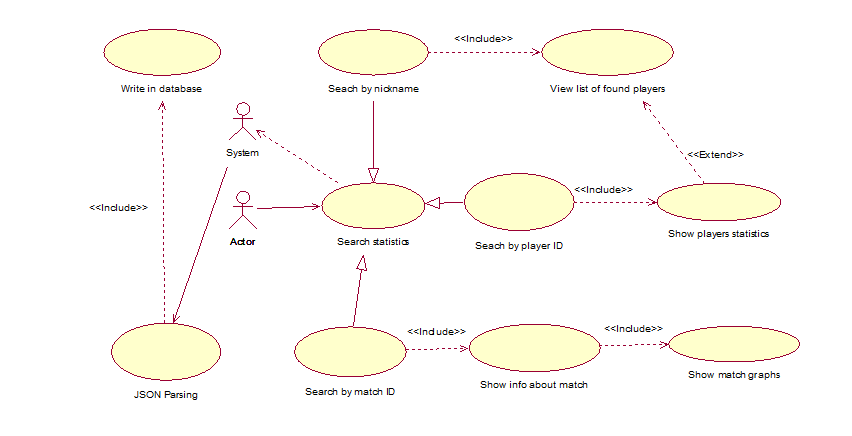 <<Include>>
Write in database
Seach by nickname
View list of found players
System
<<Extend>>
<<Include>>
<<Include>>
Actor
Search statistics
Seach by player ID
Show players statistics
<<Include>>
<<Include>>
JSON Parsing
Search by match ID
Show info about match
Show match graphs